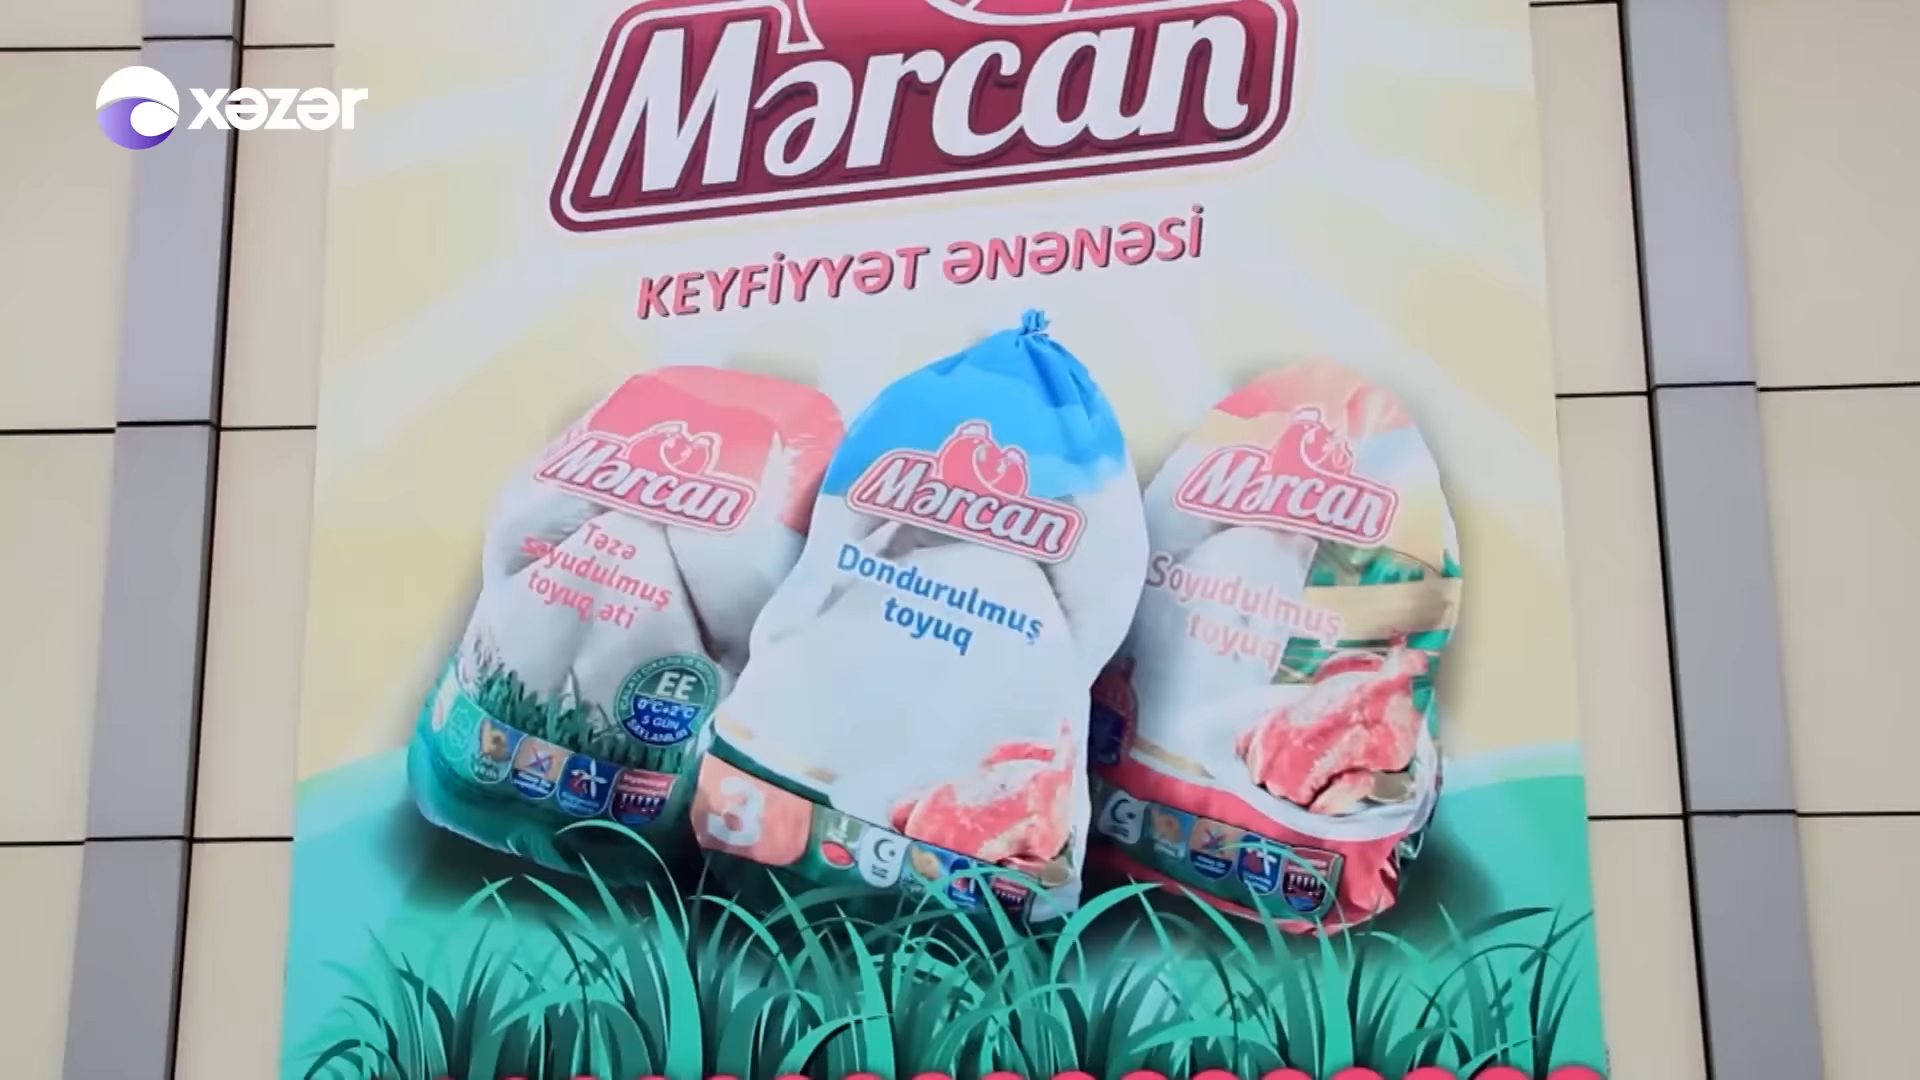 xəzər
Mərcan
KEYFİYYƏT ƏNƏNƏSİ
Mərcan
Təzə
soyudulmuş
toyuq əti
EE
0°C+2°C
5 GÜN
SAXLANILIR
Mərcan
Dondurulmuş
toyuq
3
Mərcan
Soyudulmuş
toyuq